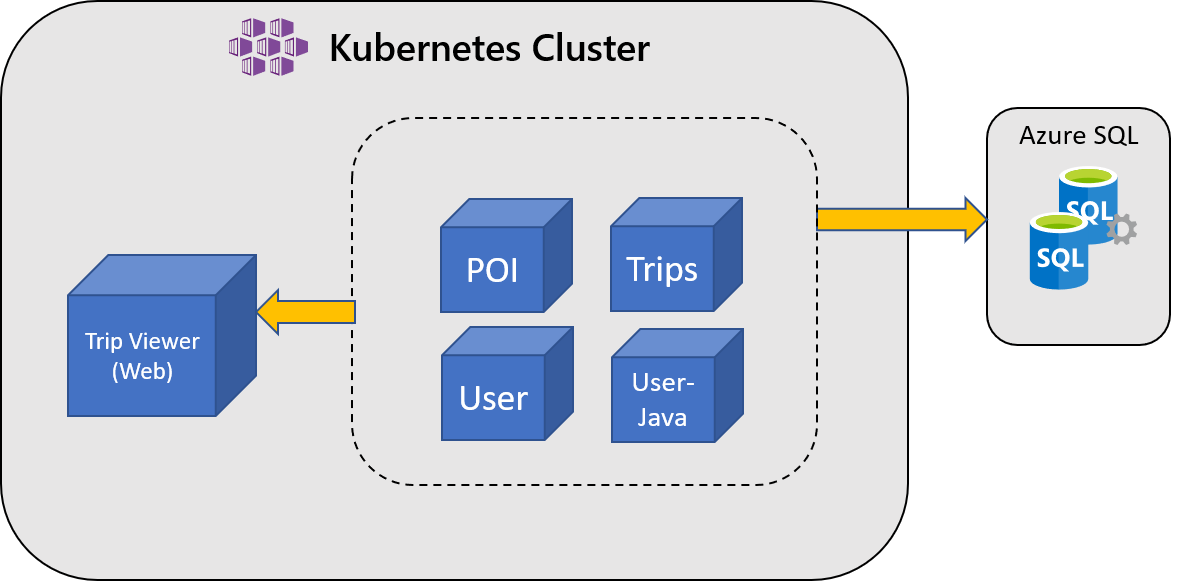 Kubernetes Cluster
Azure SQL
SQL
SQL
POI
Trips
Trip Viewer
(Web)
User
User-
Java